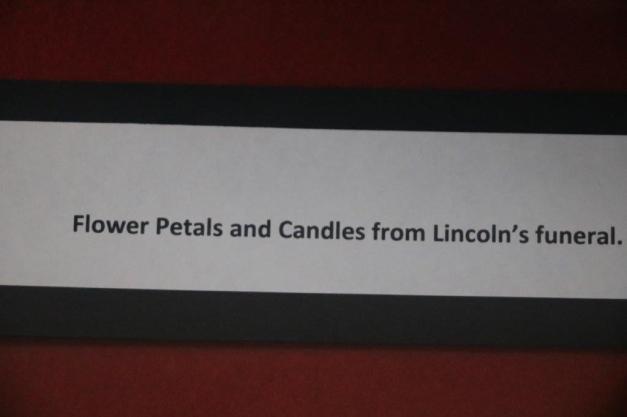 Flower Petals and Candles from Lincoln’s funeral.